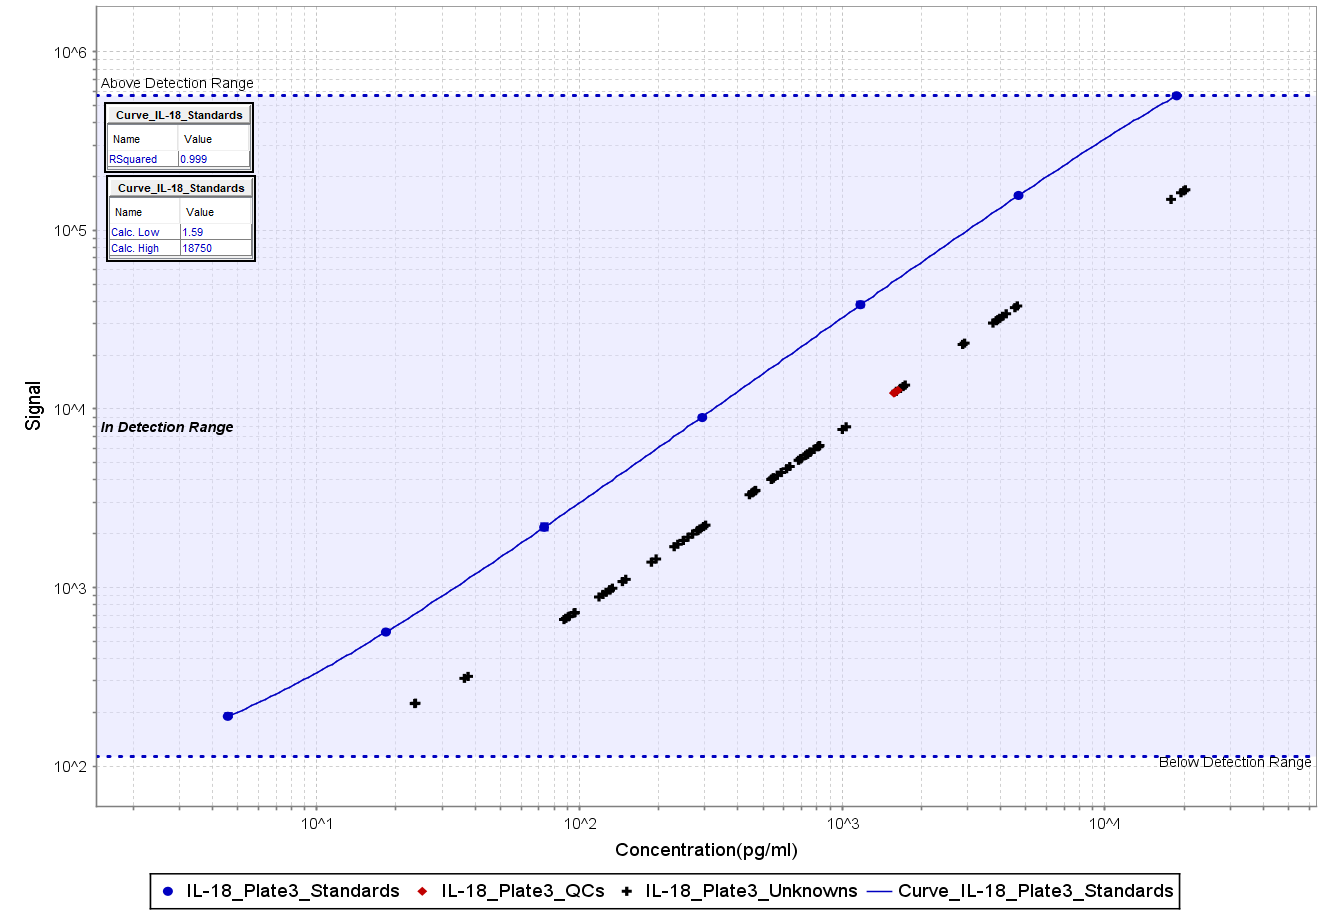 10^6
Above Detection Range
Curve_IL-18_Standards
Name Value
RSquared 0.999
Curve_IL-18_Standards
Name Value
Calc. Low 1.59
Calc. High 18750
10^5
Signal
10^4
In Detection Range
10^3
10^2
Below Detection Range
10^1 10^2 10^3 10^4
Concentration(pg/ml)
IL-18_Plate3_Standards IL-18_Plate3_QCs IL-18_Plate3_Unknowns Curve_IL-18_Plate3_Standards